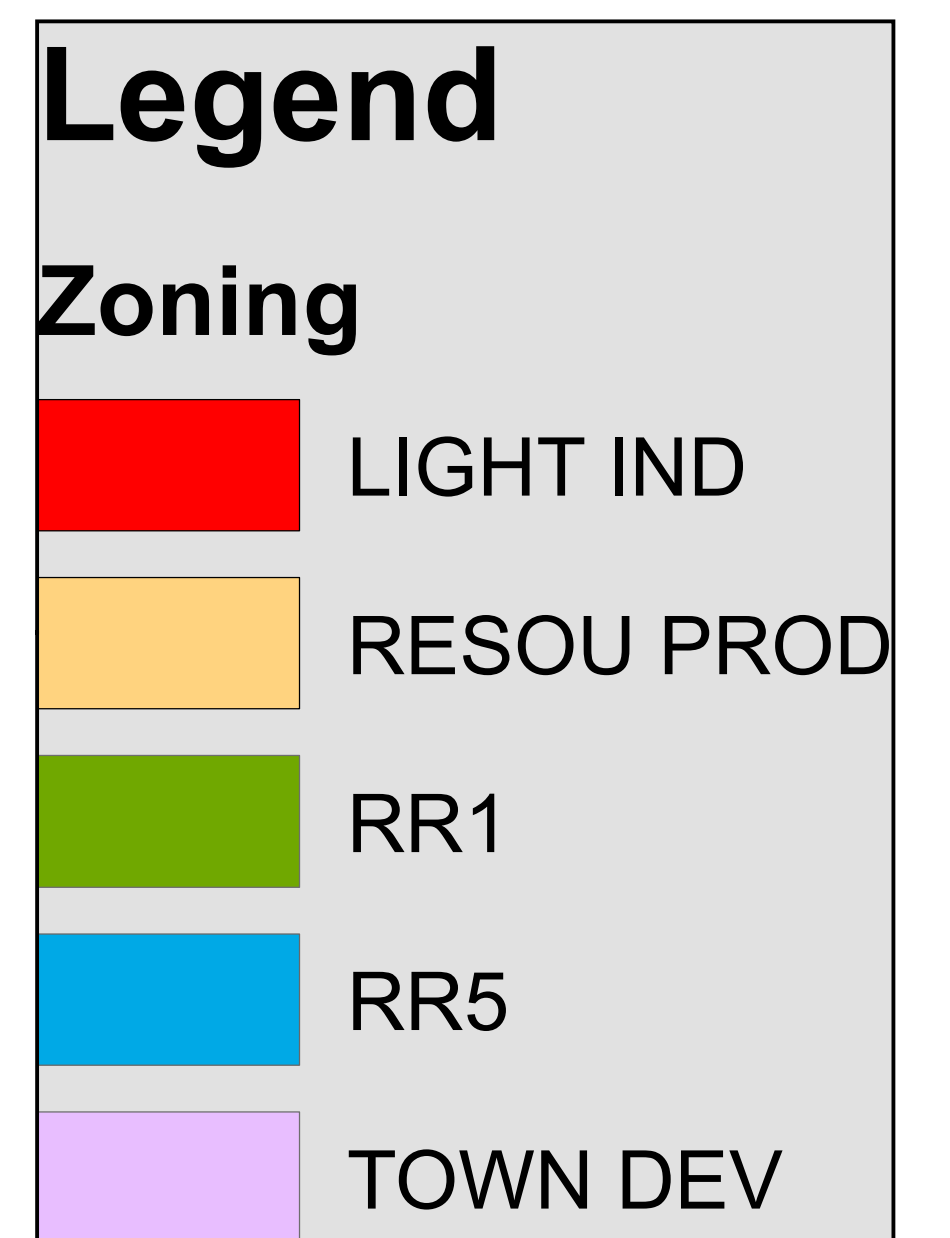 Legend
Zoning
LIGHT IND
RESOU PROD
RR1
RR5
TOWN DEV